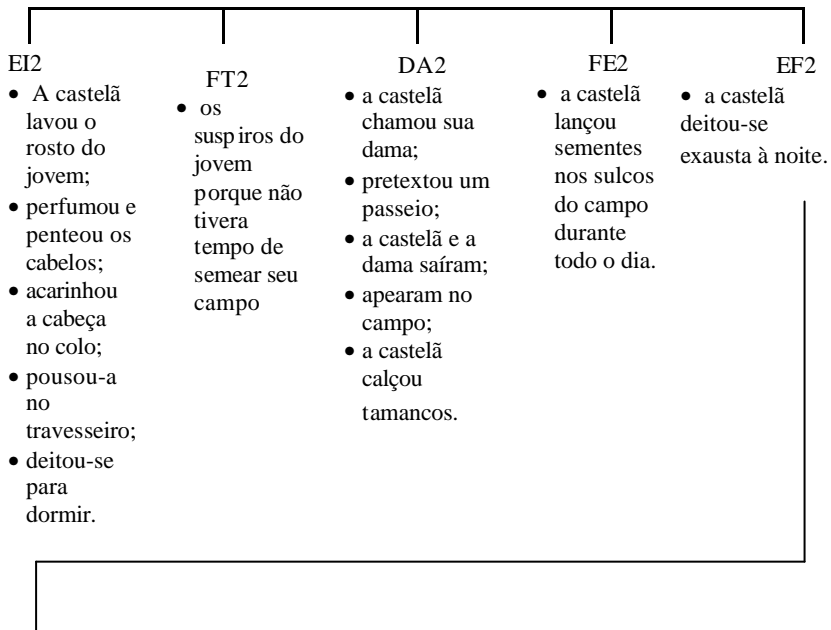 EI2
• A castelã
lavou o
rosto do
jovem;
• perfumou e
penteou os
cabelos;
• acarinhou
a cabeça
no colo;
• pousou-a
no
travesseiro;
• deitou-se
para
dormir.
FT2
• os
suspiros do
jovem
porque não
tivera
tempo de
semear seu
campo
DA2
• a castelã
chamou sua
dama;
• pretextou um
passeio;
• a castelã e a
dama saíram;
• apearam no
campo;
• a castelã
calçou
tamancos.
FE2
• a castelã
lançou
sementes
nos sulcos
do campo
durante
todo o dia.
EF2
• a castelã
deitou-se
exausta à noite.